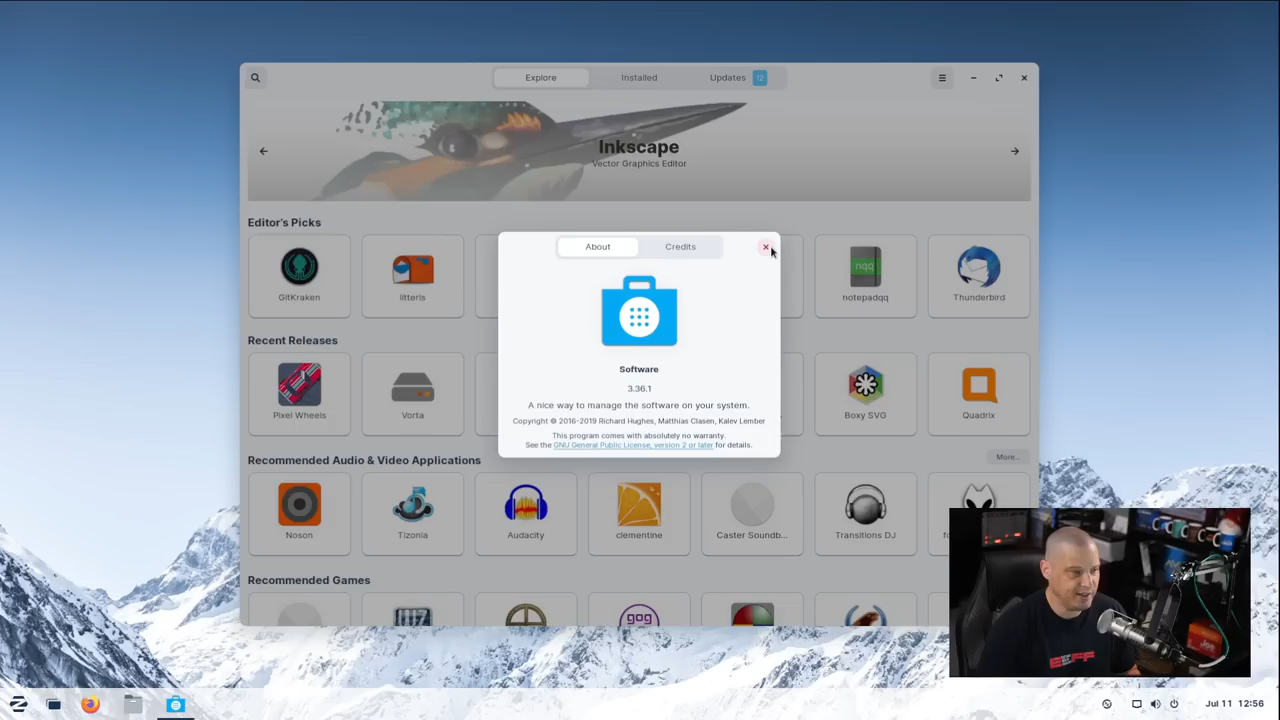 Explore
Installed
Updates 12
Inkscape
Vector Graphics Editor
Editor's Picks
GitKraken
litteris
notepadqq
Thunderbird
nqq
About
Credits
Software
3.36.1
A nice way to manage the software on your system.
Copyright © 2016-2019 Richard Hughes, Matthias Clasen, Kalev Lember
This program comes with absolutely no warranty.
See the GNU General Public License, version 2 or later for details.
Recent Releases
Pixel Wheels
Vorta
Boxy SVG
Quadrix
Recommended Audio & Video Applications
More...
Noson
Tizonia
Audacity
clementine
Caster Soundb...
Transitions DJ
Recommended Games
gog
Jul 11 12:56